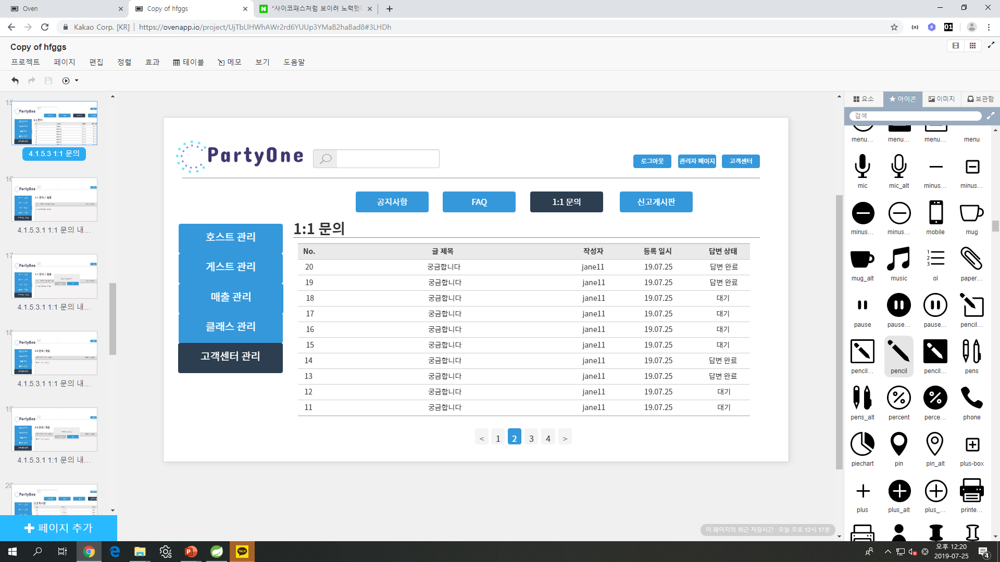 Oven
Copy of hfggs
"사이코패스처럼 보이려 노력했
Kakao Corp. [KR]
https://ovenapp.io/project/UjTbLlHWhAWr2rd6YUUp3YMaB2haBad8#3LHDh
01
Copy of hfggs
프로젝트 페이지 편집 정렬 효과 테이블 메모 보기 도움말
요소 아이콘 이미지 보관함
검색
15
4.1.5.3 1:1 문의
16
4.1.5.3.1 1:1 문의 내...
17
4.1.5.3.1 1:1 문의 내...
18
4.1.5.3.1 1:1 문의 내...
19
4.1.5.3.1 1:1 문의 내...
20
페이지 추가
PartyOne
로그아웃 관리자 페이지 고객센터
공지사항 FAQ 1:1 문의 신고게시판
호스트 관리
게스트 관리
매출 관리
클래스 관리
고객센터 관리
1:1 문의
No. 글 제목 작성자 등록 일시 답변 상태
20 궁금합니다 jane11 19.07.25 답변 완료
19 궁금합니다 jane11 19.07.25 답변 완료
18 궁금합니다 jane11 19.07.25 대기
17 궁금합니다 jane11 19.07.25 대기
16 궁금합니다 jane11 19.07.25 대기
15 궁금합니다 jane11 19.07.25 대기
14 궁금합니다 jane11 19.07.25 답변 완료
13 궁금합니다 jane11 19.07.25 답변 완료
12 궁금합니다 jane11 19.07.25 대기
11 궁금합니다 jane11 19.07.25 대기
< 1 2 3 4 >
이 페이지의 최근 저장시간 : 오늘 오후 12시 17분
menu... menu... menu... menu
mic mic_alt minus... minus...
minus... minus... mobile mug
mug_alt music ol paper...
pause pause... pause... pencil...
pencil... pencil pencil... pens
pens_alt percent perce... phone
piechart pin pin_alt plus-box
plus plus_alt plus_... printe...
TALK
오후 12:20
2019-07-25
4